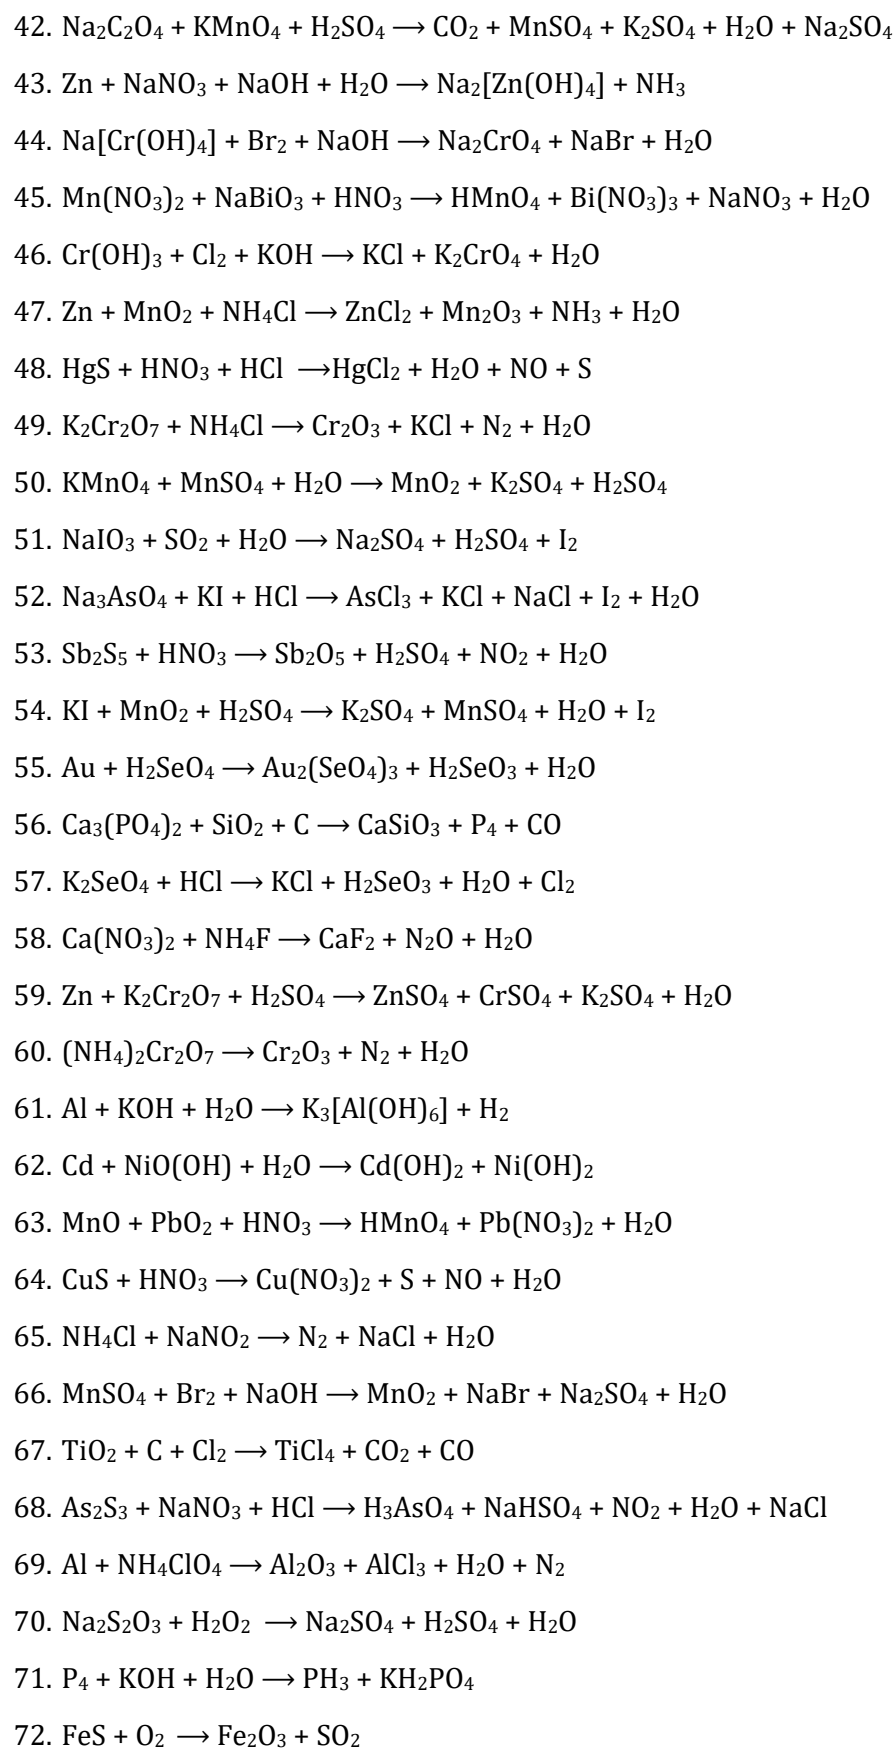 42. Na₂C₂O₄ + KMnO₄ + H₂SO₄ ⟶ CO₂ + MnSO₄ + K₂SO₄ + H₂O + Na₂SO₄
43. Zn + NaNO₃ + NaOH + H₂O ⟶ Na₂[Zn(OH)₄] + NH₃
44. Na[Cr(OH)₄] + Br₂ + NaOH ⟶ Na₂CrO₄ + NaBr + H₂O
45. Mn(NO₃)₂ + NaBiO₃ + HNO₃ ⟶ HMnO₄ + Bi(NO₃)₃ + NaNO₃ + H₂O
46. Cr(OH)₃ + Cl₂ + KOH ⟶ KCl + K₂CrO₄ + H₂O
47. Zn + MnO₂ + NH₄Cl ⟶ ZnCl₂ + Mn₂O₃ + NH₃ + H₂O
48. HgS + HNO₃ + HCl ⟶HgCl₂ + H₂O + NO + S
49. K₂Cr₂O₇ + NH₄Cl ⟶ Cr₂O₃ + KCl + N₂ + H₂O
50. KMnO₄ + MnSO₄ + H₂O ⟶ MnO₂ + K₂SO₄ + H₂SO₄
51. NaIO₃ + SO₂ + H₂O ⟶ Na₂SO₄ + H₂SO₄ + I₂
52. Na₃AsO₄ + KI + HCl ⟶ AsCl₃ + KCl + NaCl + I₂ + H₂O
53. Sb₂S₅ + HNO₃ ⟶ Sb₂O₅ + H₂SO₄ + NO₂ + H₂O
54. KI + MnO₂ + H₂SO₄ ⟶ K₂SO₄ + MnSO₄ + H₂O + I₂
55. Au + H₂SeO₄ ⟶ Au₂(SeO₄)₃ + H₂SeO₃ + H₂O
56. Ca₃(PO₄)₂ + SiO₂ + C ⟶ CaSiO₃ + P₄ + CO
57. K₂SeO₄ + HCl ⟶ KCl + H₂SeO₃ + H₂O + Cl₂
58. Ca(NO₃)₂ + NH₄F ⟶ CaF₂ + N₂O + H₂O
59. Zn + K₂Cr₂O₇ + H₂SO₄ ⟶ ZnSO₄ + CrSO₄ + K₂SO₄ + H₂O
60. (NH₄)₂Cr₂O₇ ⟶ Cr₂O₃ + N₂ + H₂O
61. Al + KOH + H₂O ⟶ K₃[Al(OH)₆] + H₂
62. Cd + NiO(OH) + H₂O ⟶ Cd(OH)₂ + Ni(OH)₂
63. MnO + PbO₂ + HNO₃ ⟶ HMnO₄ + Pb(NO₃)₂ + H₂O
64. CuS + HNO₃ ⟶ Cu(NO₃)₂ + S + NO + H₂O
65. NH₄Cl + NaNO₂ ⟶ N₂ + NaCl + H₂O
66. MnSO₄ + Br₂ + NaOH ⟶ MnO₂ + NaBr + Na₂SO₄ + H₂O
67. TiO₂ + C + Cl₂ ⟶ TiCl₄ + CO₂ + CO
68. As₂S₃ + NaNO₃ + HCl ⟶ H₃AsO₄ + NaHSO₄ + NO₂ + H₂O + NaCl
69. Al + NH₄ClO₄ ⟶ Al₂O₃ + AlCl₃ + H₂O + N₂
70. Na₂S₂O₃ + H₂O₂ ⟶ Na₂SO₄ + H₂SO₄ + H₂O
71. P₄ + KOH + H₂O ⟶ PH₃ + KH₂PO₄
72. FeS + O₂ ⟶ Fe₂O₃ + SO₂